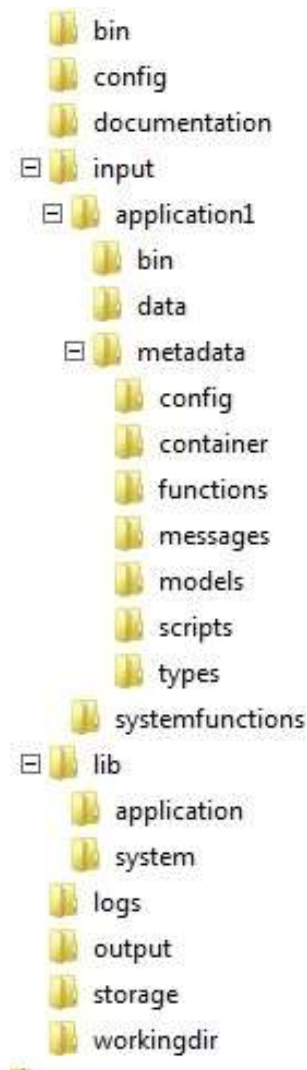 bin
config
documentation
input
application1
bin
data
metadata
config
container
functions
messages
models
scripts
types
systemfunctions
lib
application
system
logs
output
storage
workingdir